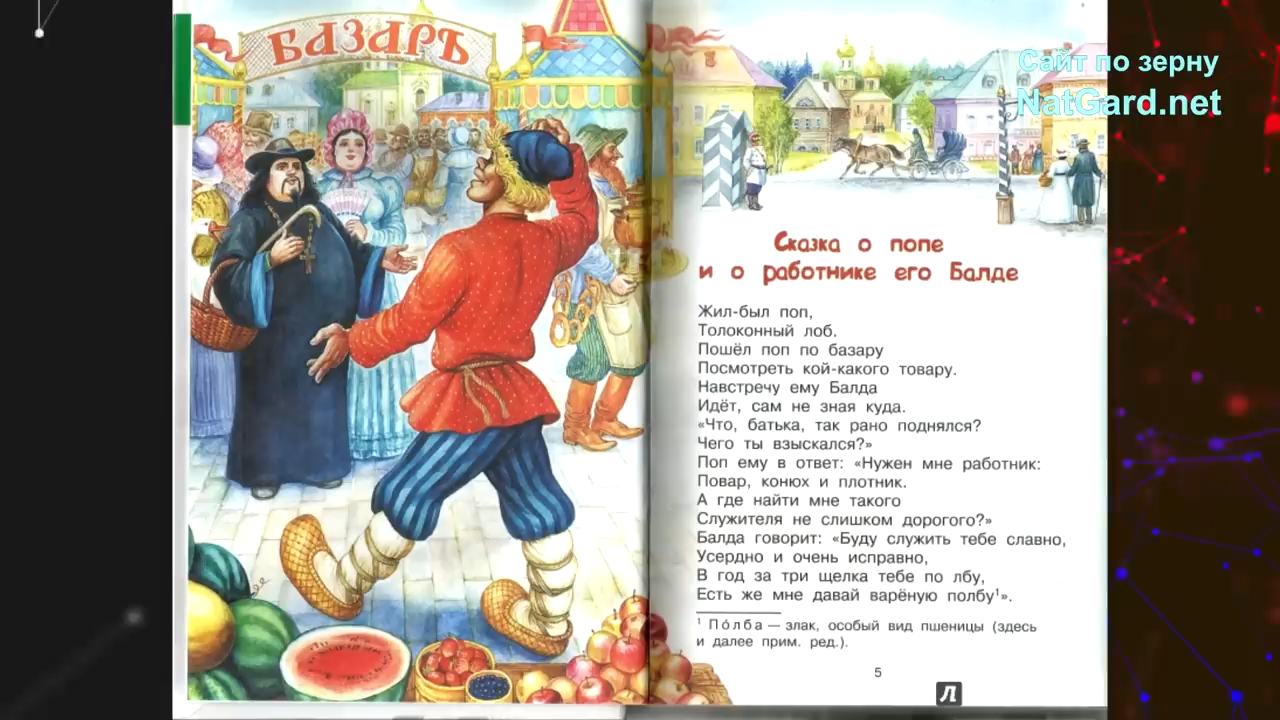 БАЗАРЪ
Сайт по зерну
NatGard.net
Сказка о попе
и о работнике его Балде
Жил-был поп,
Толоконный лоб.
Пошёл поп по базару
Посмотреть кой-какого товару.
Навстречу ему Балда
Идёт, сам не зная куда.
«Что, батька, так рано поднялся?
Чего ты взыскался?»
Поп ему в ответ: «Нужен мне работник:
Повар, конюх и плотник.
А где найти мне такого
Служителя не слишком дорогого?»
Балда говорит: «Буду служить тебе славно,
Усердно и очень исправно,
В год за три щелка тебе по лбу,
Есть же мне давай варёную полбу¹».
¹ По́лба — злак, особый вид пшеницы (здесь
и далее прим. ред.).
5
Л